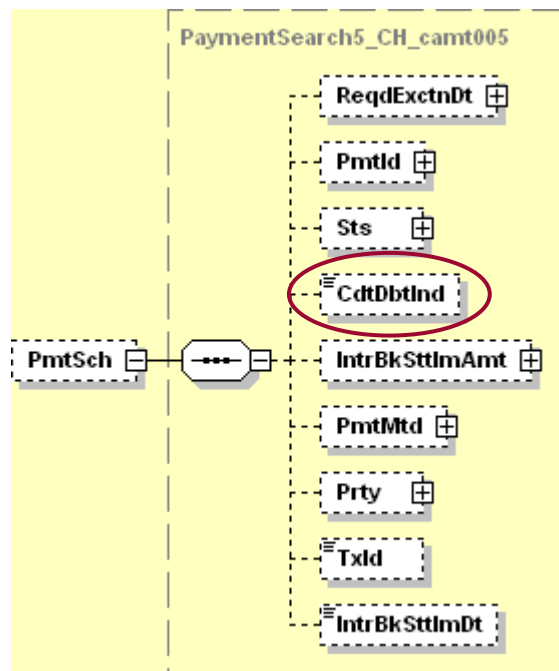 PaymentSearch5_CH_camt005
ReqdExctnDt
PmtId
Sts
CdtDbtInd
PmtSch
IntrBkSttlmAmt
PmtMtd
Prty
TxId
IntrBkSttlmDt